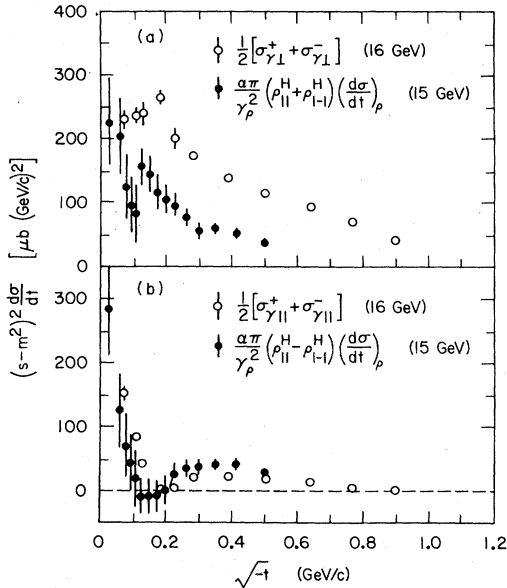 400
(a)
½[σ⁺γ⊥ + σ⁻γ⊥] (16 GeV)
απ/γ²ρ (ρᴴ₁₁ + ρᴴ₁₋₁) (dσ/dt)ρ (15 GeV)
300
200
100
0
(s-m²)² dσ/dt [μb (GeV/c)²]
(b)
½[σ⁺γ|| + σ⁻γ||] (16 GeV)
απ/γ²ρ (ρᴴ₁₁ - ρᴴ₁₋₁) (dσ/dt)ρ (15 GeV)
300
200
100
0
0 0.2 0.4 0.6 0.8 1.0 1.2
√-t (GeV/c)